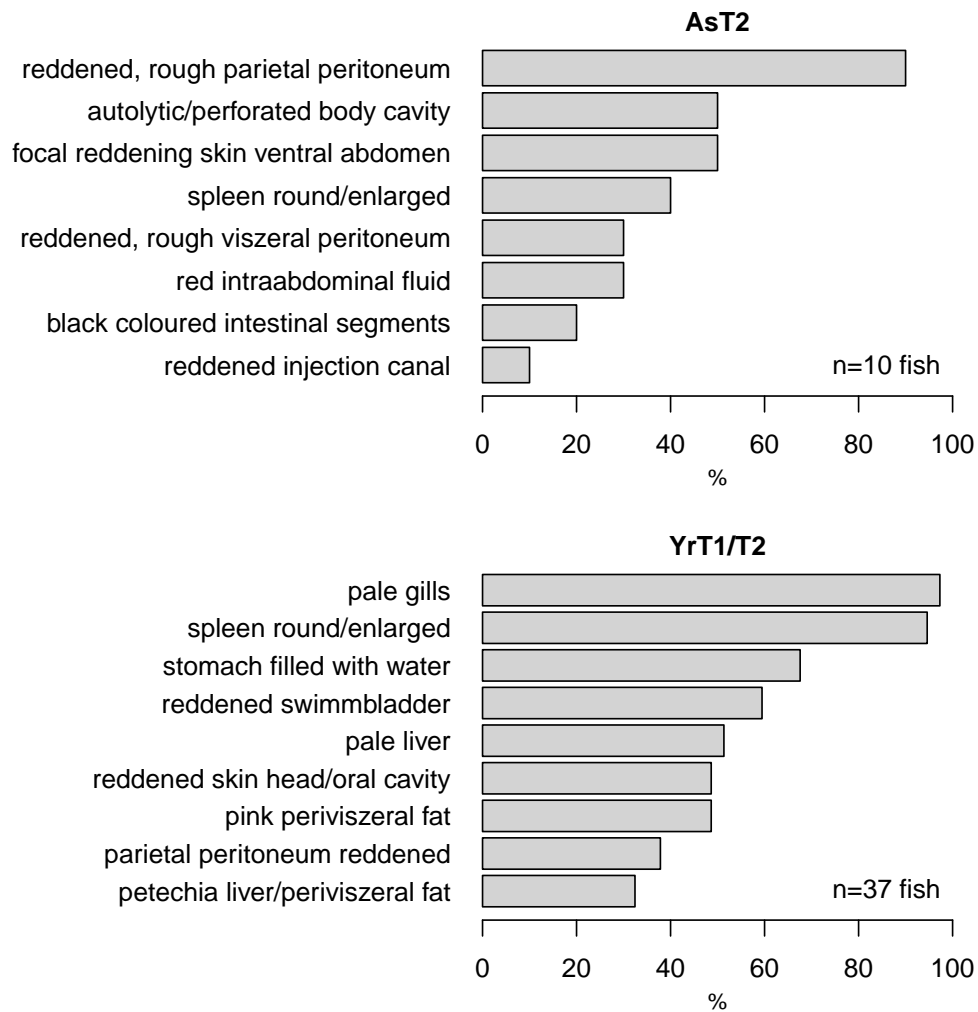 AsT2
reddened, rough parietal peritoneum
autolytic/perforated body cavity
focal reddening skin ventral abdomen
spleen round/enlarged
reddened, rough viszeral peritoneum
red intraabdominal fluid
black coloured intestinal segments
reddened injection canal
n=10 fish
0 20 40 60 80 100
%
YrT1/T2
pale gills
spleen round/enlarged
stomach filled with water
reddened swimmbladder
pale liver
reddened skin head/oral cavity
pink periviszeral fat
parietal peritoneum reddened
petechia liver/periviszeral fat
n=37 fish
0 20 40 60 80 100
%